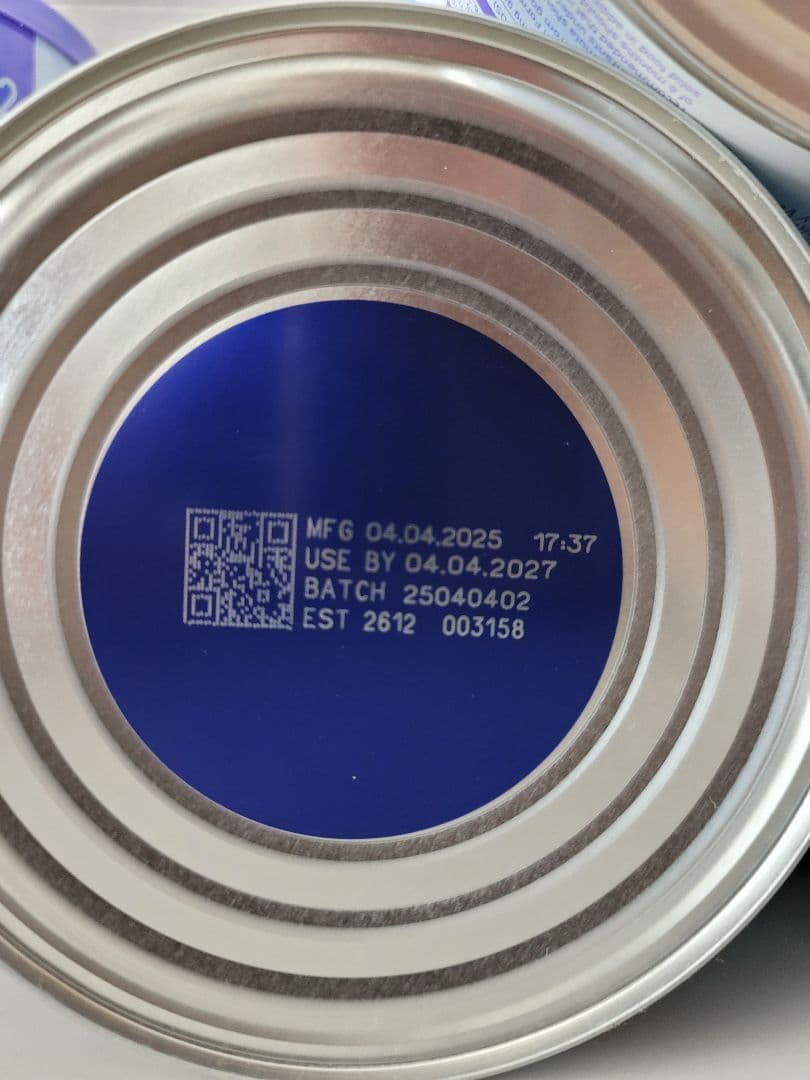 MFG 04.04.2025 17:37
USE BY 04.04.2027
BATCH 25040402
EST 2612 003158